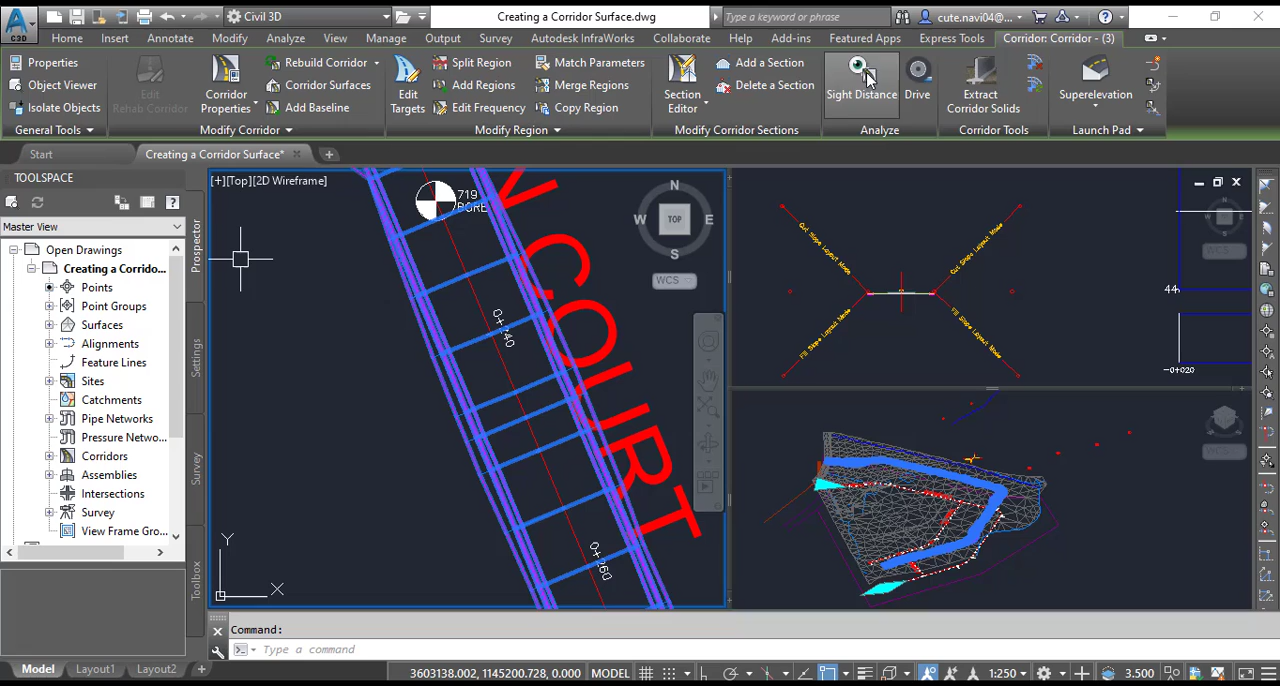 Civil 3D
Creating a Corridor Surface.dwg
Type a keyword or phrase
cute.navi04@...
C3D
Home Insert Annotate Modify Analyze View Manage Output Survey Autodesk InfraWorks Collaborate Help Add-ins Featured Apps Express Tools Corridor: Corridor - (3)
Properties
Object Viewer
Isolate Objects
General Tools
Edit
Rehab Corridor
Corridor
Properties
Rebuild Corridor
Corridor Surfaces
Add Baseline
Modify Corridor
Edit
Targets
Split Region
Add Regions
Edit Frequency
Match Parameters
Merge Regions
Copy Region
Modify Region
Section
Editor
Add a Section
Delete a Section
Modify Corridor Sections
Sight Distance
Drive
Analyze
Extract
Corridor Solids
Corridor Tools
Superelevation
Launch Pad
Start
Creating a Corridor Surface*
TOOLSPACE
Master View
Open Drawings
Creating a Corrido...
Points
Point Groups
Surfaces
Alignments
Feature Lines
Sites
Catchments
Pipe Networks
Pressure Netwo...
Corridors
Assemblies
Intersections
Survey
View Frame Gro...
Prospector
Settings
Survey
Toolbox
[+][Top][2D Wireframe]
719
BORE
N COURT
0+240
0+260
N
W
TOP
E
S
WCS
Y
X
Cut Slope Layout Mode
Cut Slope Layout Mode
Fill Slope Layout Mode
Fill Slope Layout Mode
WCS
44
-0+020
WCS
Command:
Type a command
Model Layout1 Layout2
3603138.002, 1145200.528, 0.000 MODEL
1:250
3.500